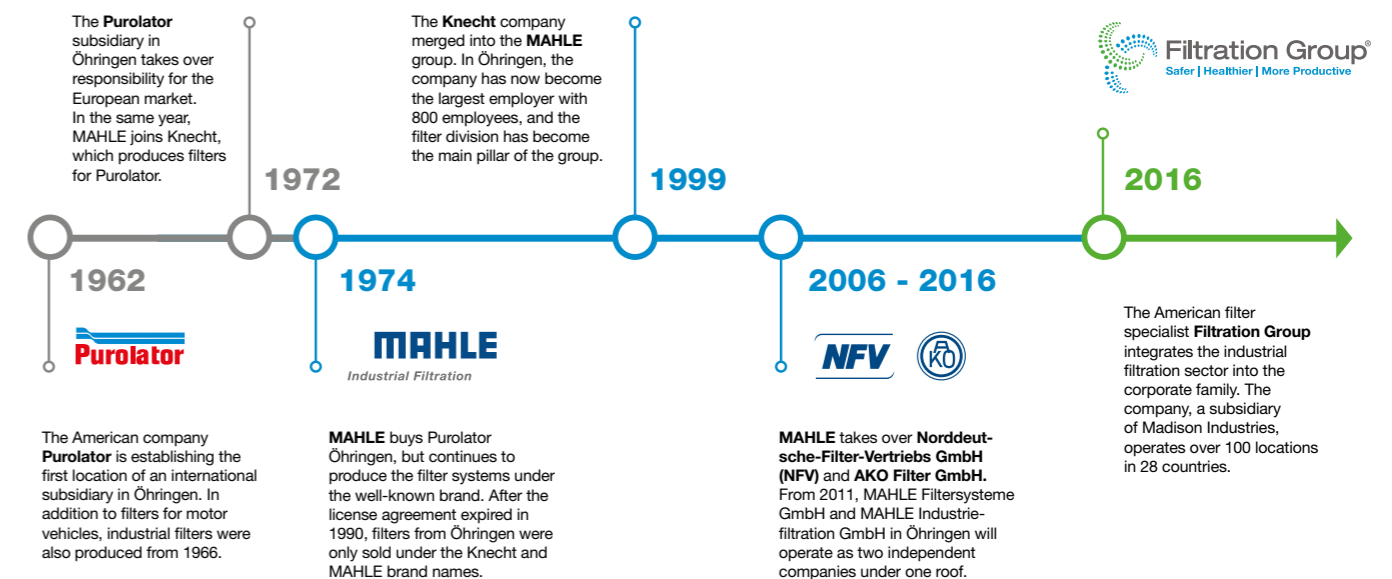 The Purolator
subsidiary in
Öhringen takes over
responsibility for the
European market.
In the same year,
MAHLE joins Knecht,
which produces filters
for Purolator.
1972
The Knecht company
merged into the MAHLE
group. In Öhringen, the
company has now become
the largest employer with
800 employees, and the
filter division has become
the main pillar of the group.
1999
Filtration Group®
Safer | Healthier | More Productive
2016
1962
Purolator
The American company
Purolator is establishing the
first location of an international
subsidiary in Öhringen. In
addition to filters for motor
vehicles, industrial filters were
also produced from 1966.
1974
MAHLE
Industrial Filtration
MAHLE buys Purolator
Öhringen, but continues to
produce the filter systems under
the well-known brand. After the
license agreement expired in
1990, filters from Öhringen were
only sold under the Knecht and
MAHLE brand names.
2006 - 2016
NFV
AKO
MAHLE takes over Norddeut-
sche-Filter-Vertriebs GmbH
(NFV) and AKO Filter GmbH.
From 2011, MAHLE Filtersysteme
GmbH and MAHLE Industrie-
filtration GmbH in Öhringen will
operate as two independent
companies under one roof.
The American filter
specialist Filtration Group
integrates the industrial
filtration sector into the
corporate family. The
company, a subsidiary
of Madison Industries,
operates over 100 locations
in 28 countries.